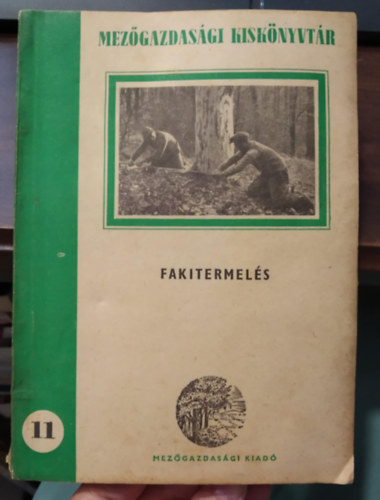 MEZŐGAZDASÁGI KISKÖNYVTÁR
FAKITERMELÉS
11
MEZŐGAZDASÁGI KIADÓ